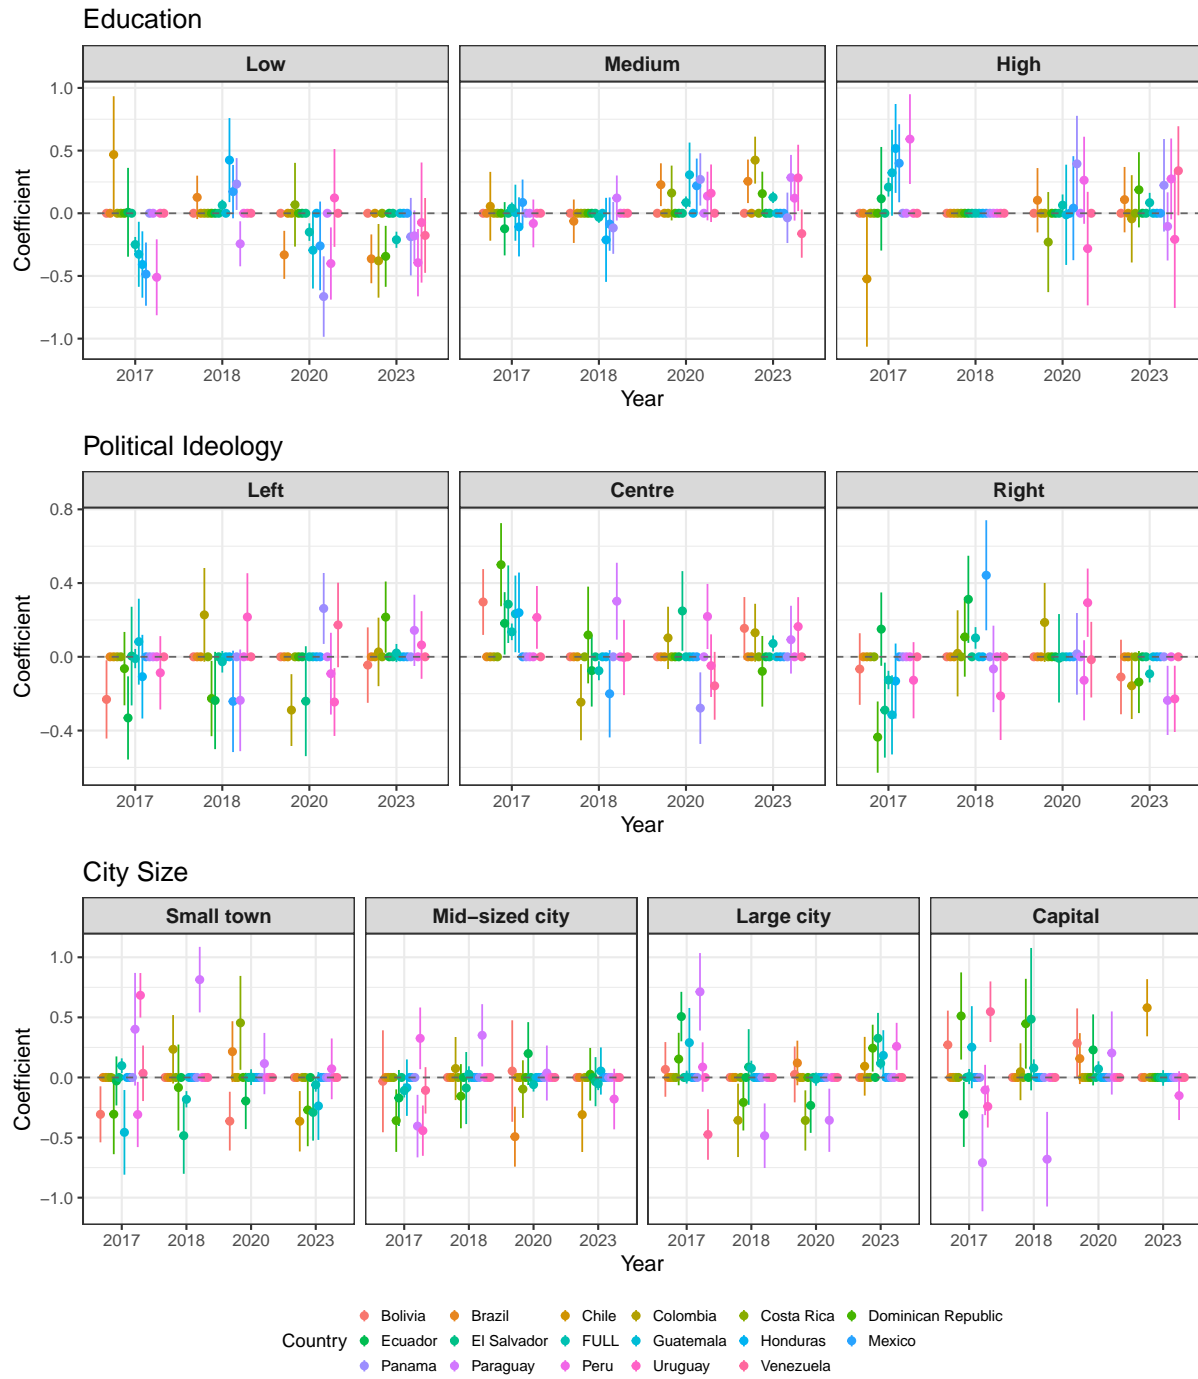 Education
Low Medium High
1.0
0.5
0.0
−0.5
−1.0
Coefficient
2017 2018 2020 2023 2017 2018 2020 2023 2017 2018 2020 2023
Year
Political Ideology
Left Centre Right
0.8
0.4
0.0
−0.4
Coefficient
2017 2018 2020 2023 2017 2018 2020 2023 2017 2018 2020 2023
Year
City Size
Small town Mid−sized city Large city Capital
1.0
0.5
0.0
−0.5
−1.0
Coefficient
2017 2018 2020 2023 2017 2018 2020 2023 2017 2018 2020 2023 2017 2018 2020 2023
Year
Bolivia Brazil Chile Colombia Costa Rica Dominican Republic
Country Ecuador El Salvador FULL Guatemala Honduras Mexico
Panama Paraguay Peru Uruguay Venezuela